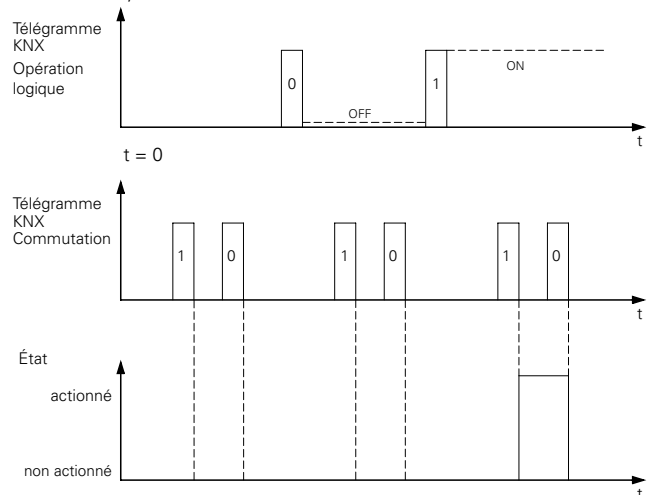 Télégramme
KNX
Opération
logique
0
OFF
1
ON
t
t = 0
Télégramme
KNX
Commutation
1
0
1
0
1
0
t
État
actionné
non actionné
t